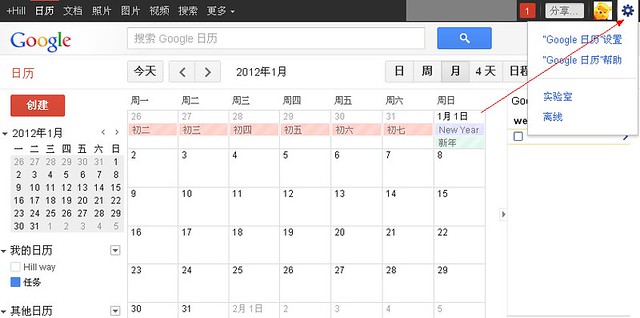 +Hill 日历 文档 照片 图片 视频 搜索 更多 1 分享...
Google 搜索 Google 日历
"Google 日历"设置
"Google 日历"帮助
实验室
离线
日历 今天 2012年1月 日 周 月 4 天 日程
创建
2012年1月
一 二 三 四 五 六 日
26 27 28 29 30 31 1
2 3 4 5 6 7 8
9 10 11 12 13 14 15
16 17 18 19 20 21 22
23 24 25 26 27 28 29
30 31 1 2 3 4 5
我的日历
Hill way
任务
其他日历
周一 周二 周三 周四 周五 周六 周日
26 27 28 29 30 31 1月 1日
初二 初三 初四 初五 初六 初七 New Year
新年
2 3 4 5 6 7 8
9 10 11 12 13 14 15
16 17 18 19 20 21 22
23 24 25 26 27 28 29
30 31 2月 1日 2 3 4 5